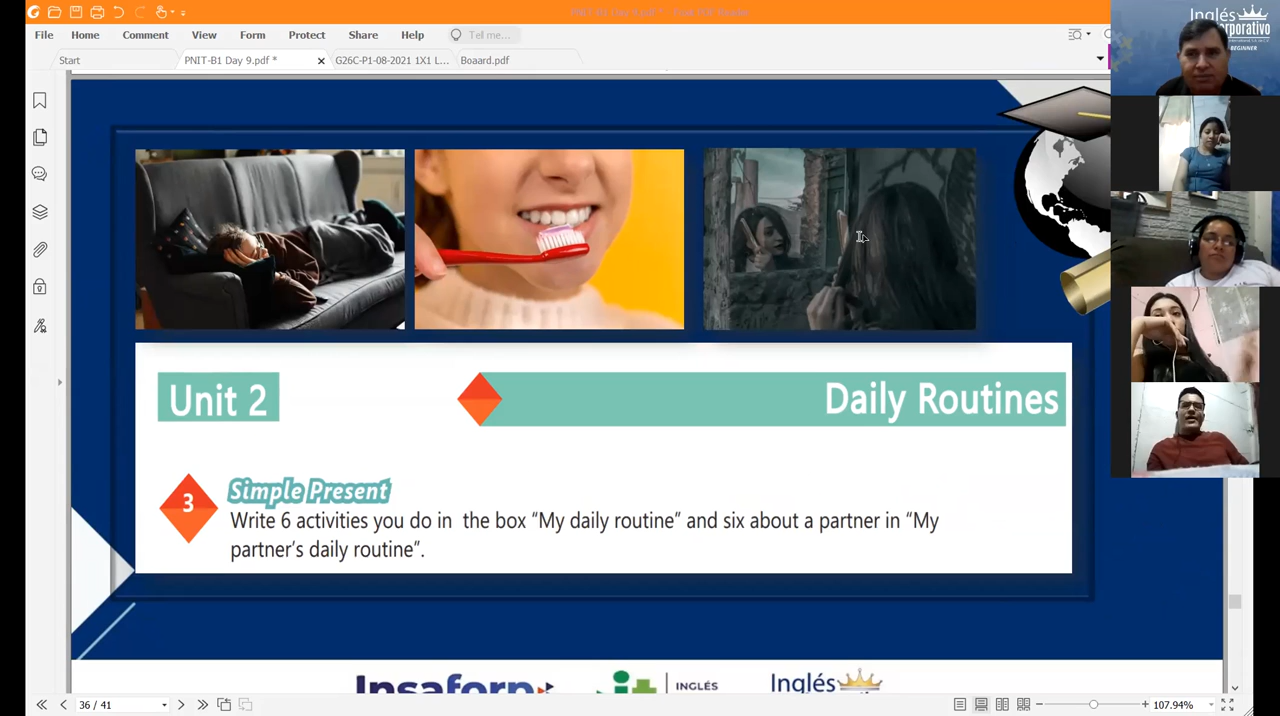 File Home Comment View Form Protect Share Help Tell me...
Start PNIT-B1 Day 9.pdf * G26C-P1-08-2021 1X1 L... Boaard.pdf
Inglés
BEGINNER
Unit 2
Daily Routines
3
Simple Present
Write 6 activities you do in the box “My daily routine” and six about a partner in “My
partner’s daily routine”.
Insaforp
INGLÉS
Inglés
36 / 41
107.94%